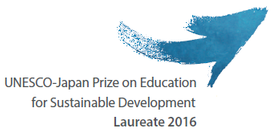 UNESCO-Japan Prize on Education
for Sustainable Development
Laureate 2016